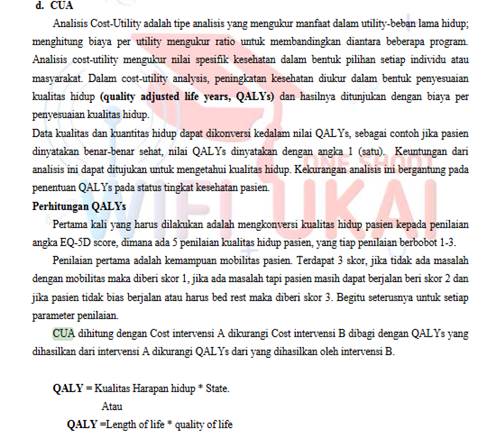 d. CUA
Analisis Cost-Utility adalah tipe analisis yang mengukur manfaat dalam utility-beban lama hidup;
menghitung biaya per utility mengukur ratio untuk membandingkan diantara beberapa program.
Analisis cost-utility mengukur nilai spesifik kesehatan dalam bentuk pilihan setiap individu atau
masyarakat. Dalam cost-utility analysis, peningkatan kesehatan diukur dalam bentuk penyesuaian
kualitas hidup (quality adjusted life years, QALYs) dan hasilnya ditunjukan dengan biaya per
penyesuaian kualitas hidup.
Data kualitas dan kuantitas hidup dapat dikonversi kedalam nilai QALYs, sebagai contoh jika pasien
dinyatakan benar-benar sehat, nilai QALYs dinyatakan dengan angka 1 (satu). Keuntungan dari
analisis ini dapat ditujukan untuk mengetahui kualitas hidup. Kekurangan analisis ini bergantung pada
penentuan QALYs pada status tingkat kesehatan pasien.
ONE SHOOT
UKAI
Perhitungan QALYs
Pertama kali yang harus dilakukan adalah mengkonversi kualitas hidup pasien kepada penilaian
angka EQ-5D score, dimana ada 5 penilaian kualitas hidup pasien, yang tiap penilaian berbobot 1-3.
Penilaian pertama adalah kemampuan mobilitas pasien. Terdapat 3 skor, jika tidak ada masalah
dengan mobilitas maka diberi skor 1, jika ada masalah tapi pasien masih dapat berjalan beri skor 2 dan
jika pasien tidak bias berjalan atau harus bed rest maka diberi skor 3. Begitu seterusnya untuk setiap
parameter penilaian.
CUA dihitung dengan Cost intervensi A dikurangi Cost intervensi B dibagi dengan QALYs yang
dihasilkan dari intervensi A dikurangi QALYs dari yang dihasilkan oleh intervensi B.
QALY = Kualitas Harapan hidup * State.
Atau
QALY =Length of life * quality of life